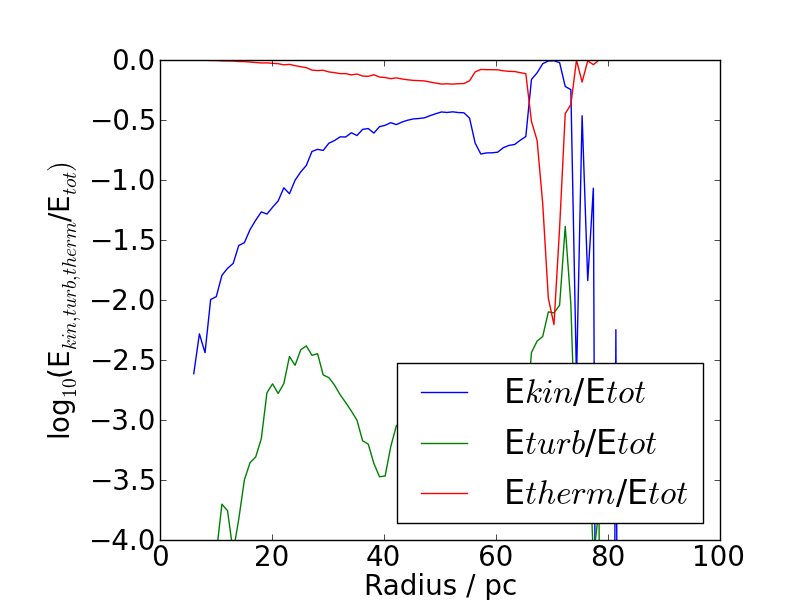 log10(Ekin,turb,therm/Etot)
0.0
−0.5
−1.0
−1.5
−2.0
−2.5
−3.0
−3.5
−4.0
Ekin/Etot
Eturb/Etot
Etherm/Etot
0 20 40 60 80 100
Radius / pc